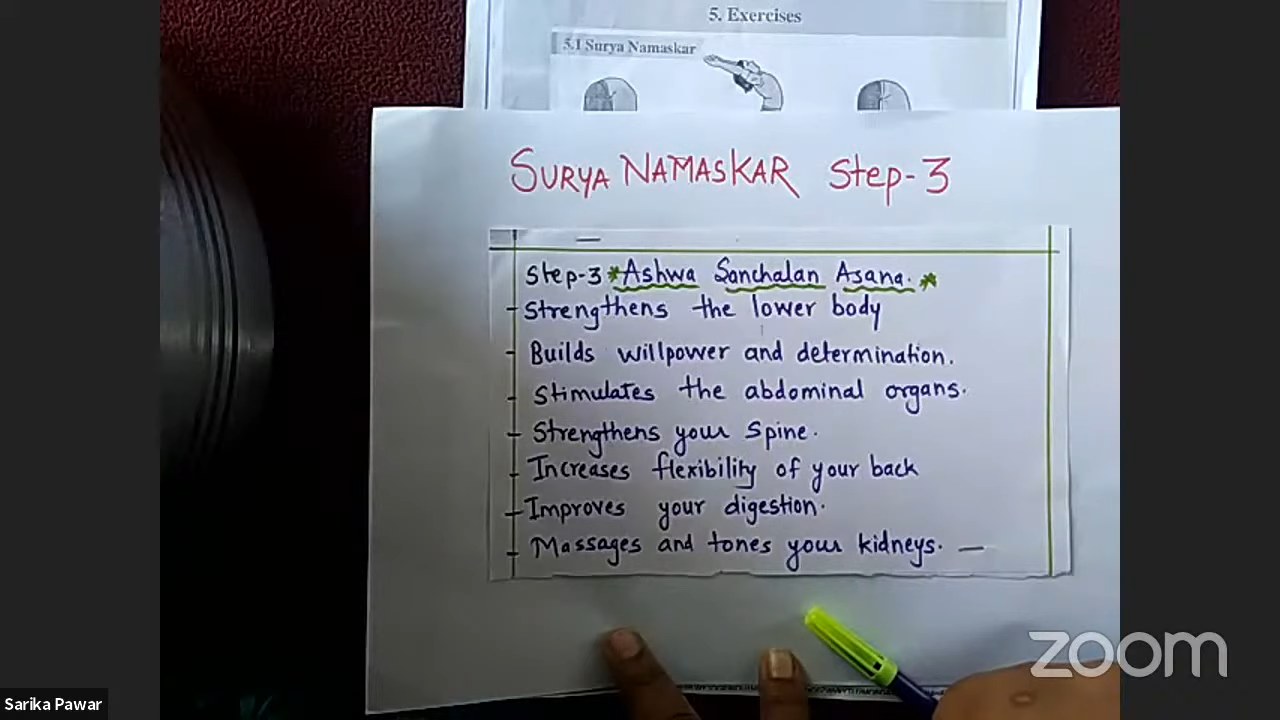 5. Exercises
5.1 Surya Namaskar
SURYA NAMASKAR Step-3
Step-3 *Ashwa Sanchalan Asana.*
- Strengthens the lower body
- Builds willpower and determination.
- Stimulates the abdominal organs.
- Strengthens your Spine.
- Increases flexibility of your back
- Improves your digestion.
- Massages and tones your kidneys. —
zoom
Sarika Pawar